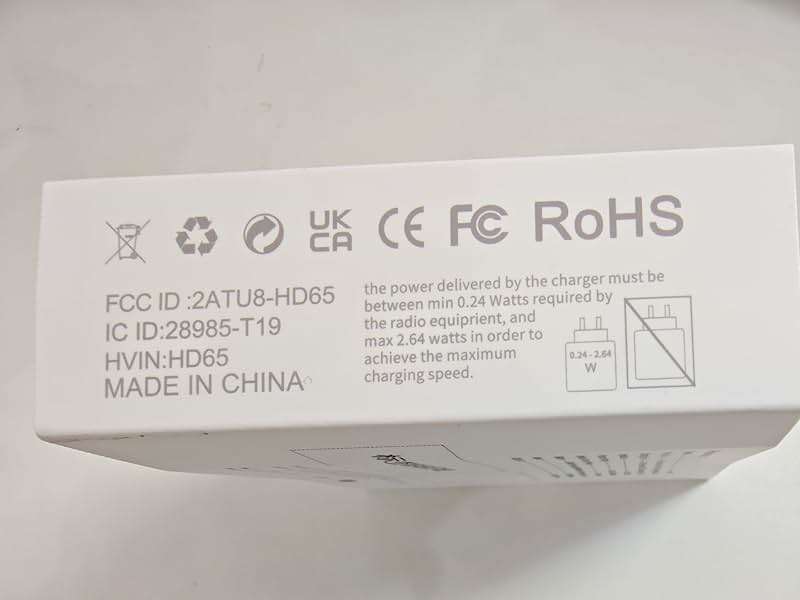 UK
CA
CE FC RoHS
FCC ID :2ATU8-HD65
IC ID:28985-T19
HVIN:HD65
MADE IN CHINA
the power delivered by the charger must be
between min 0.24 Watts required by
the radio equiprient, and
max 2.64 watts in order to
achieve the maximum
charging speed.
0.24 - 2.64
W